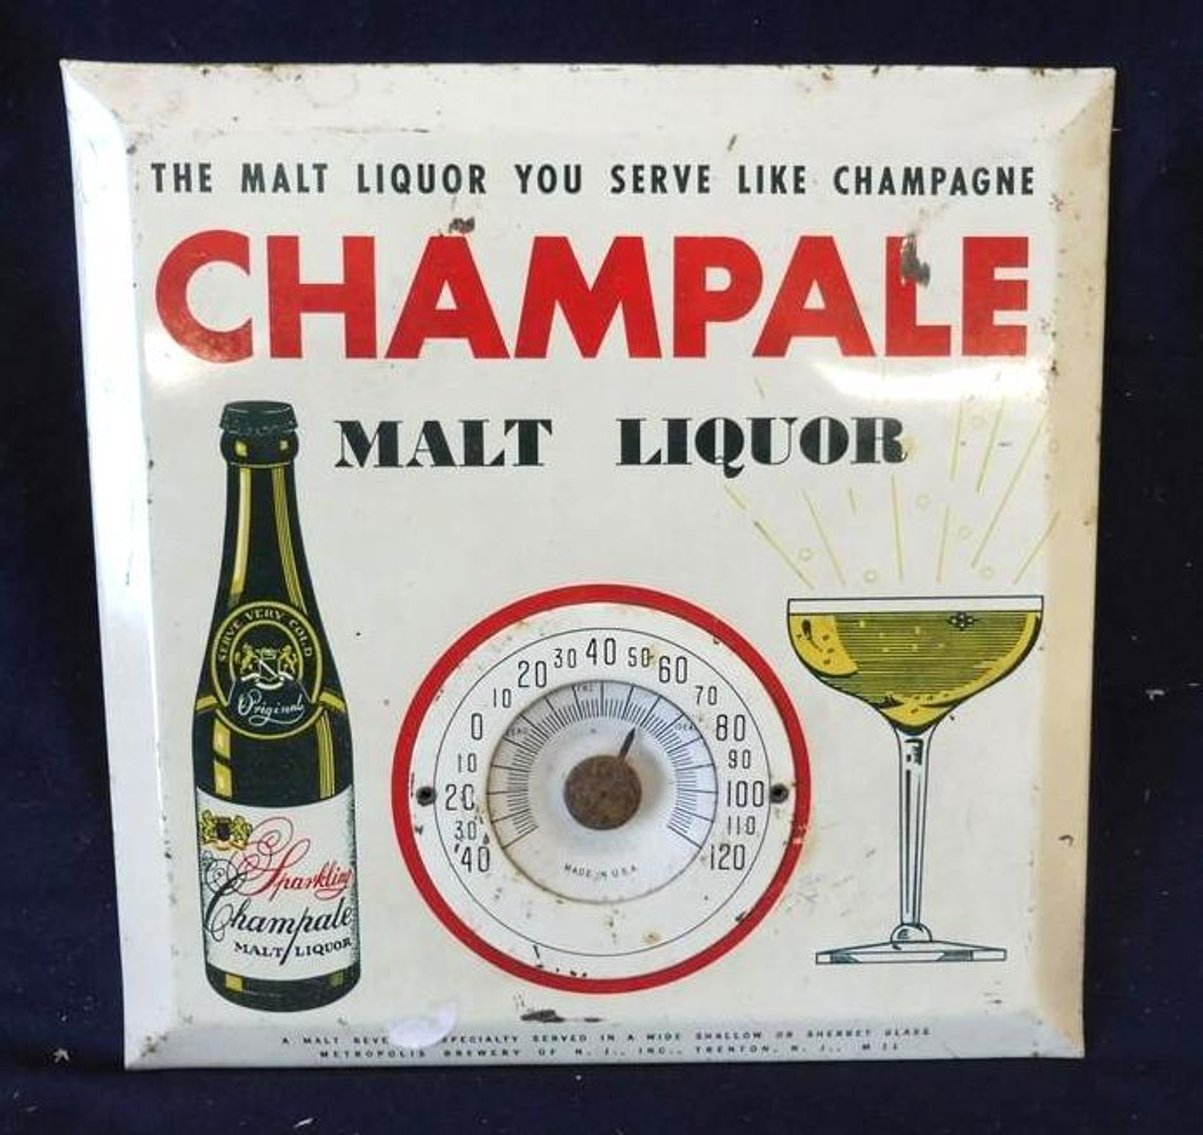 THE MALT LIQUOR YOU SERVE LIKE CHAMPAGNE
CHAMPALE
MALT LIQUOR
SERVE VERY COLD
N
Original
Sparkling
Champale
MALT LIQUOR
40 30 20 10 0 10 20 30 40 50 60 70 80 90 100 110 120
MADE IN U.S.A.
A MALT SPECIALTY SERVED IN A WIDE SHALLOW OR SHERBET GLASS
METROPOLIS BREWERY OF N. J., INC., TRENTON, N. J.,